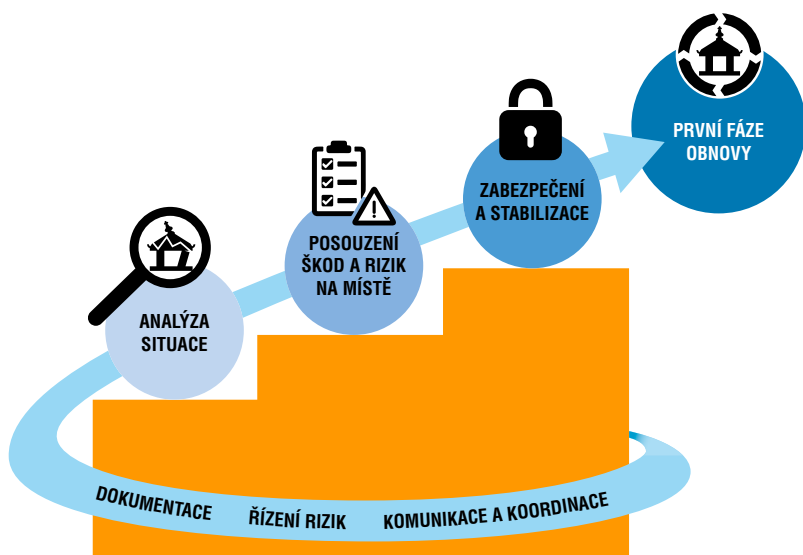 ANALÝZA
SITUACE
POSOUZENÍ
ŠKOD A RIZIK
NA MÍSTĚ
ZABEZPEČENÍ
A STABILIZACE
PRVNÍ FÁZE
OBNOVY
DOKUMENTACE ŘÍZENÍ RIZIK KOMUNIKACE A KOORDINACE